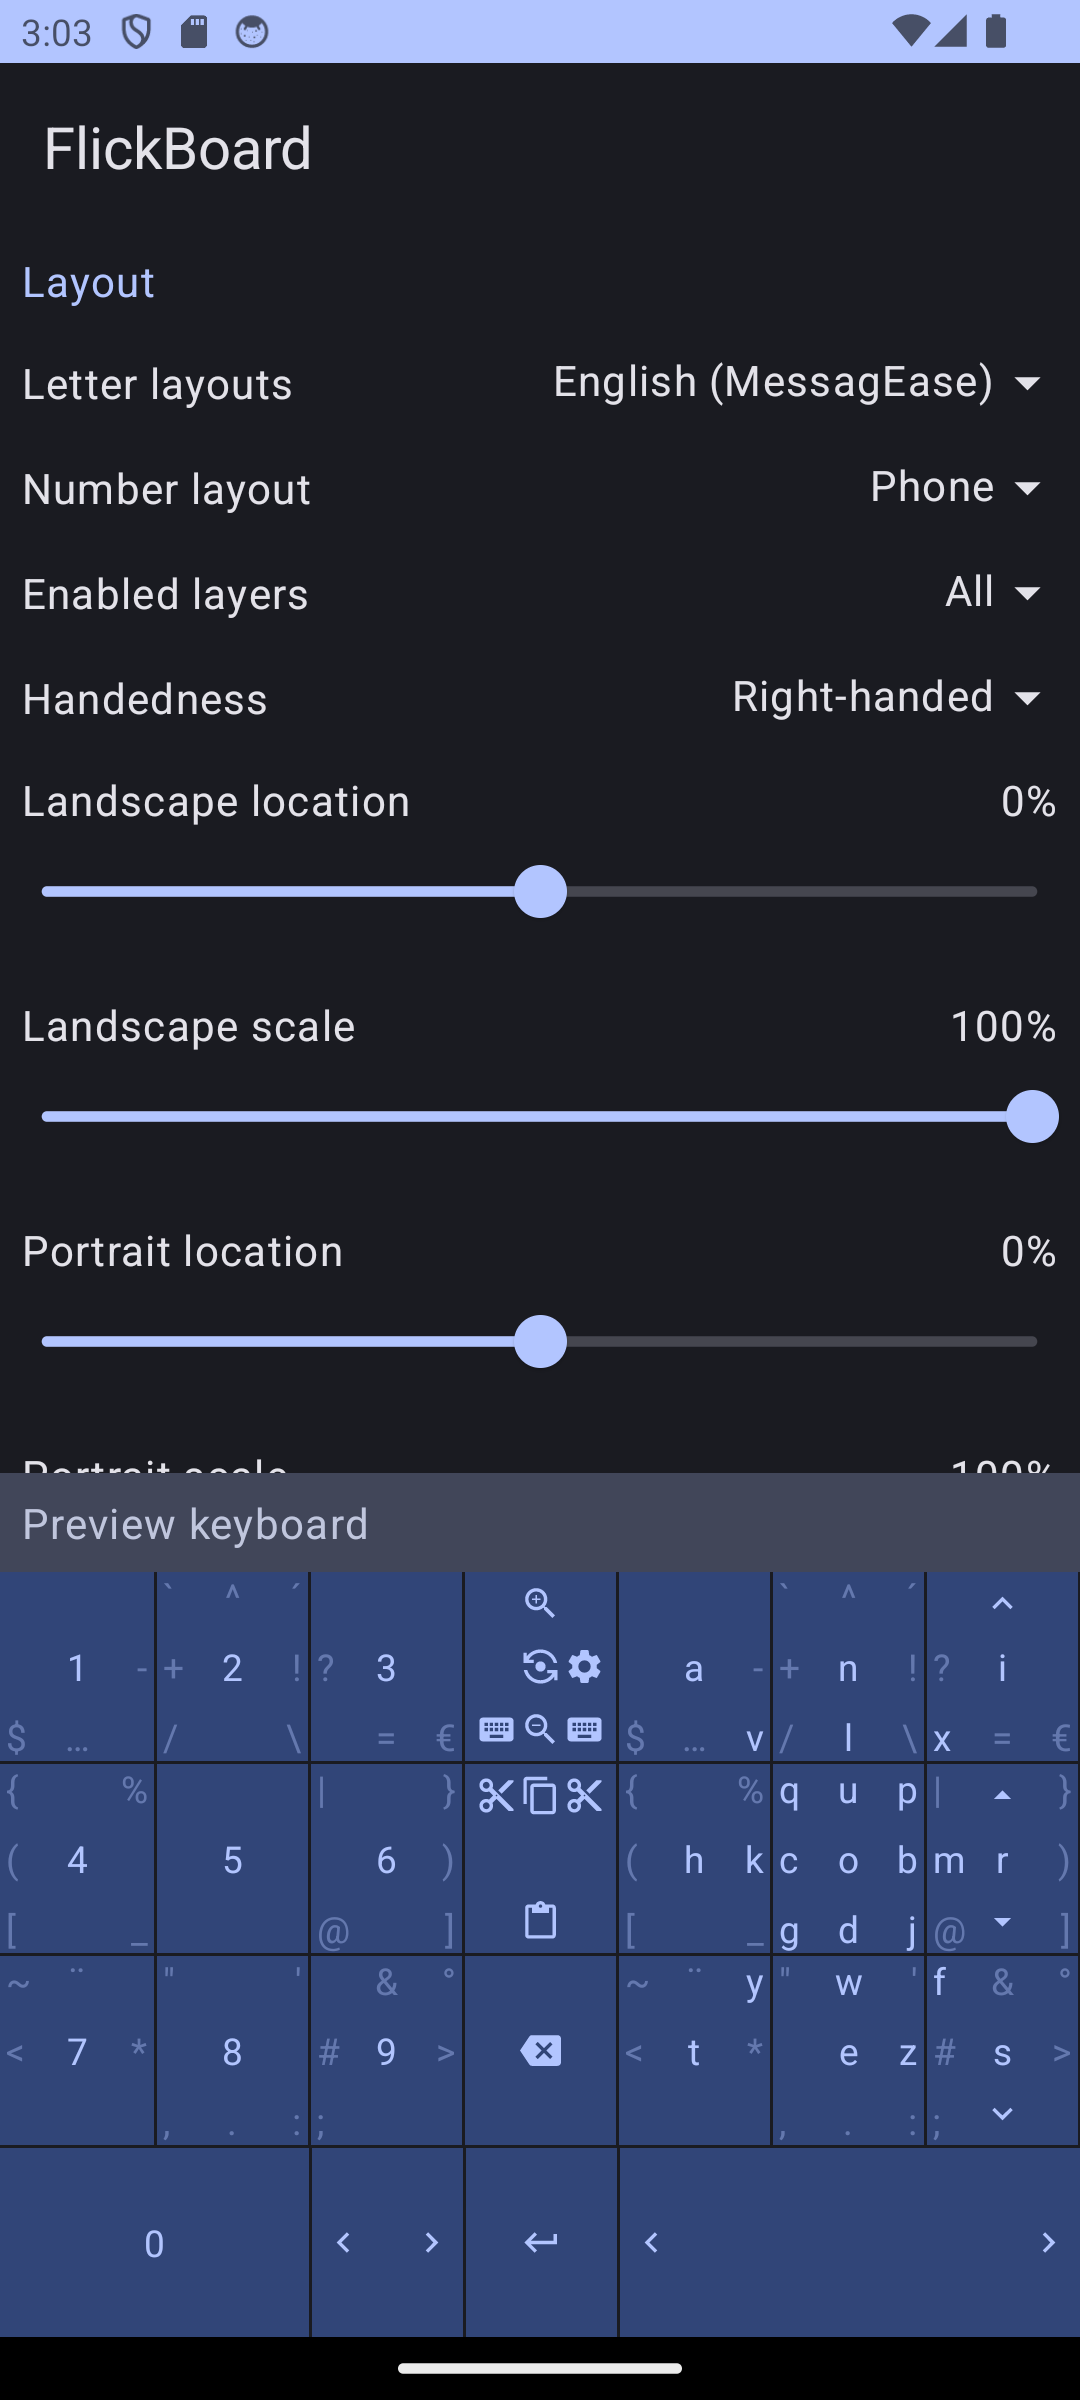 3:03
FlickBoard
Layout
Letter layouts English (MessagEase)
Number layout Phone
Enabled layers All
Handedness Right-handed
Landscape location 0%
Landscape scale 100%
Portrait location 0%
Portrait scale 100%
Preview keyboard
` ^ ´ ` ^ ´
1 - + 2 ! ? 3 a - + n ! ? i
$ … / \ = € $ … v / l \ x = €
{ % | } { % q u p | }
( 4 5 6 ) ( h k c o b m r )
[ _ @ ] [ _ g d j @ ]
~ ¨ " ' & ° ~ ¨ y " w ' f & °
< 7 * 8 # 9 > < t * e z # s >
, . : ; , . : ;
0 < > < >